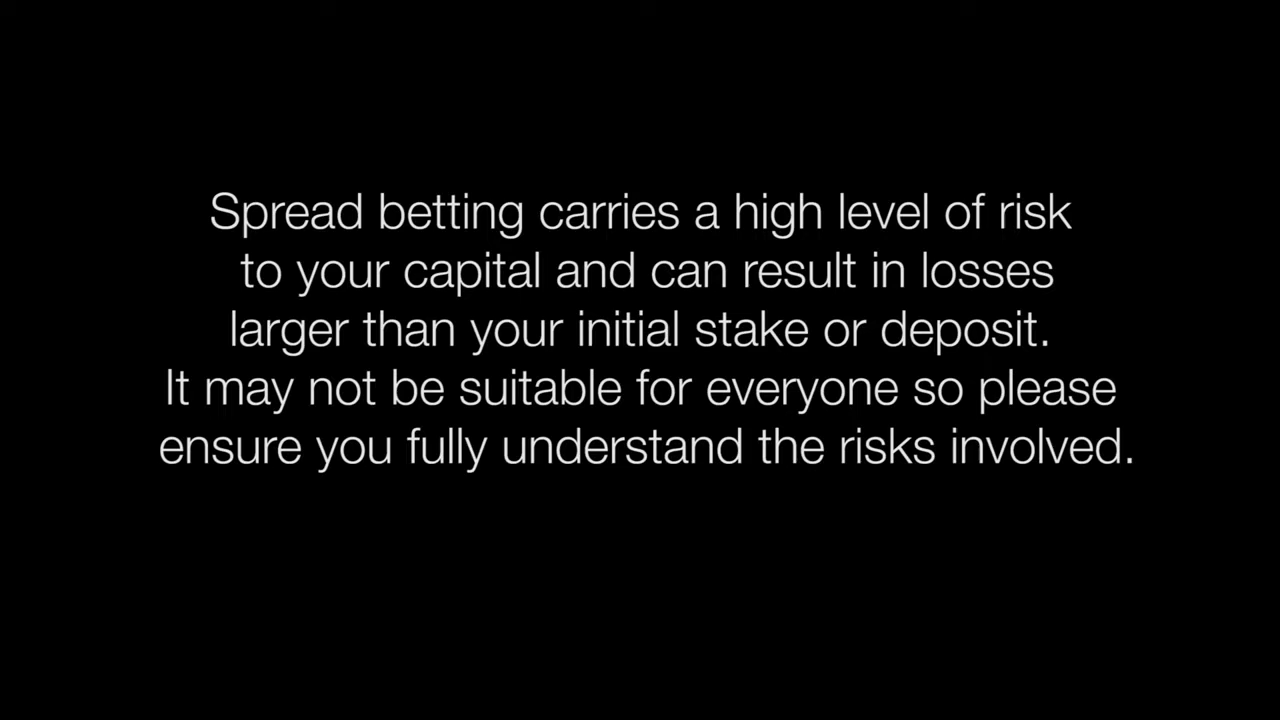 Spread betting carries a high level of risk
to your capital and can result in losses
larger than your initial stake or deposit.
It may not be suitable for everyone so please
ensure you fully understand the risks involved.